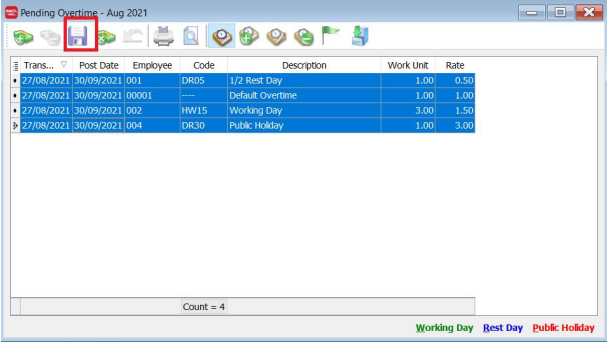 Pending Overtime - Aug 2021
Trans... Post Date Employee Code Description Work Unit Rate
27/08/2021 30/09/2021 001 DR05 1/2 Rest Day 1.00 0.50
27/08/2021 30/09/2021 00001 ---- Default Overtime 1.00 1.00
27/08/2021 30/09/2021 002 HW15 Working Day 3.00 1.50
27/08/2021 30/09/2021 004 DR30 Public Holiday 1.00 3.00
Count = 4
Working Day Rest Day Public Holiday